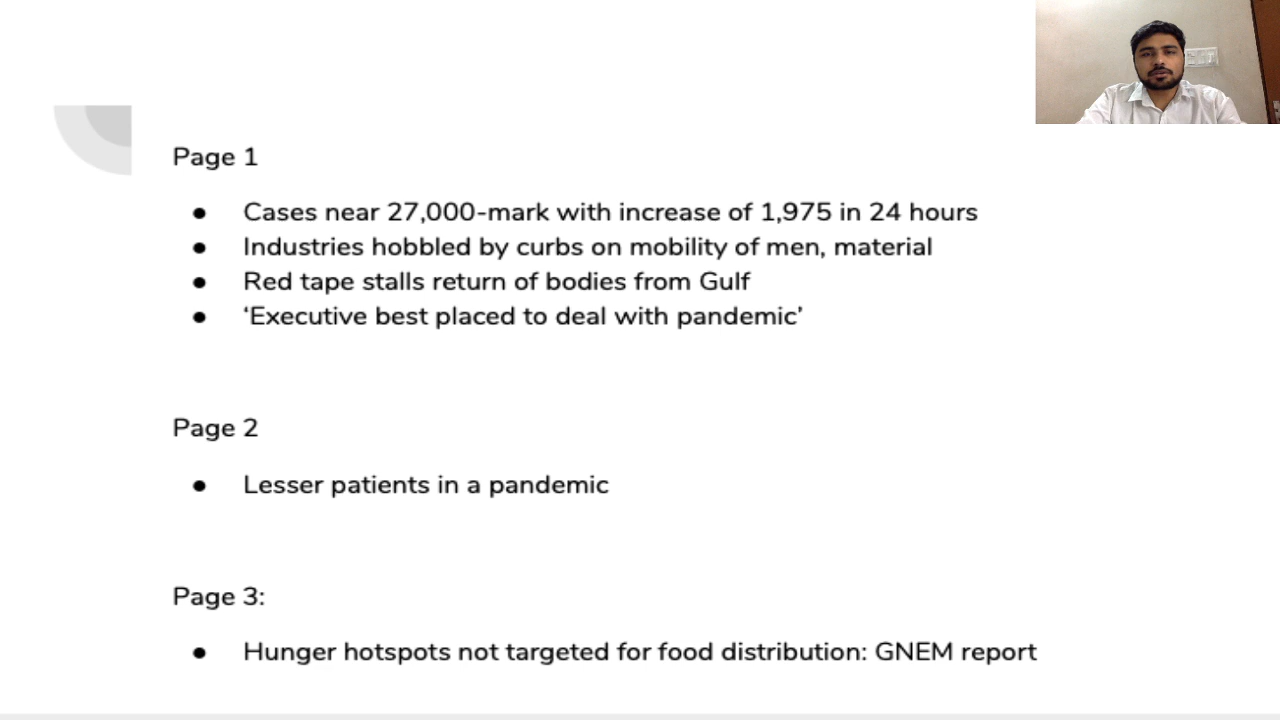 Page 1
● Cases near 27,000-mark with increase of 1,975 in 24 hours
● Industries hobbled by curbs on mobility of men, material
● Red tape stalls return of bodies from Gulf
● ‘Executive best placed to deal with pandemic’
Page 2
● Lesser patients in a pandemic
Page 3:
● Hunger hotspots not targeted for food distribution: GNEM report